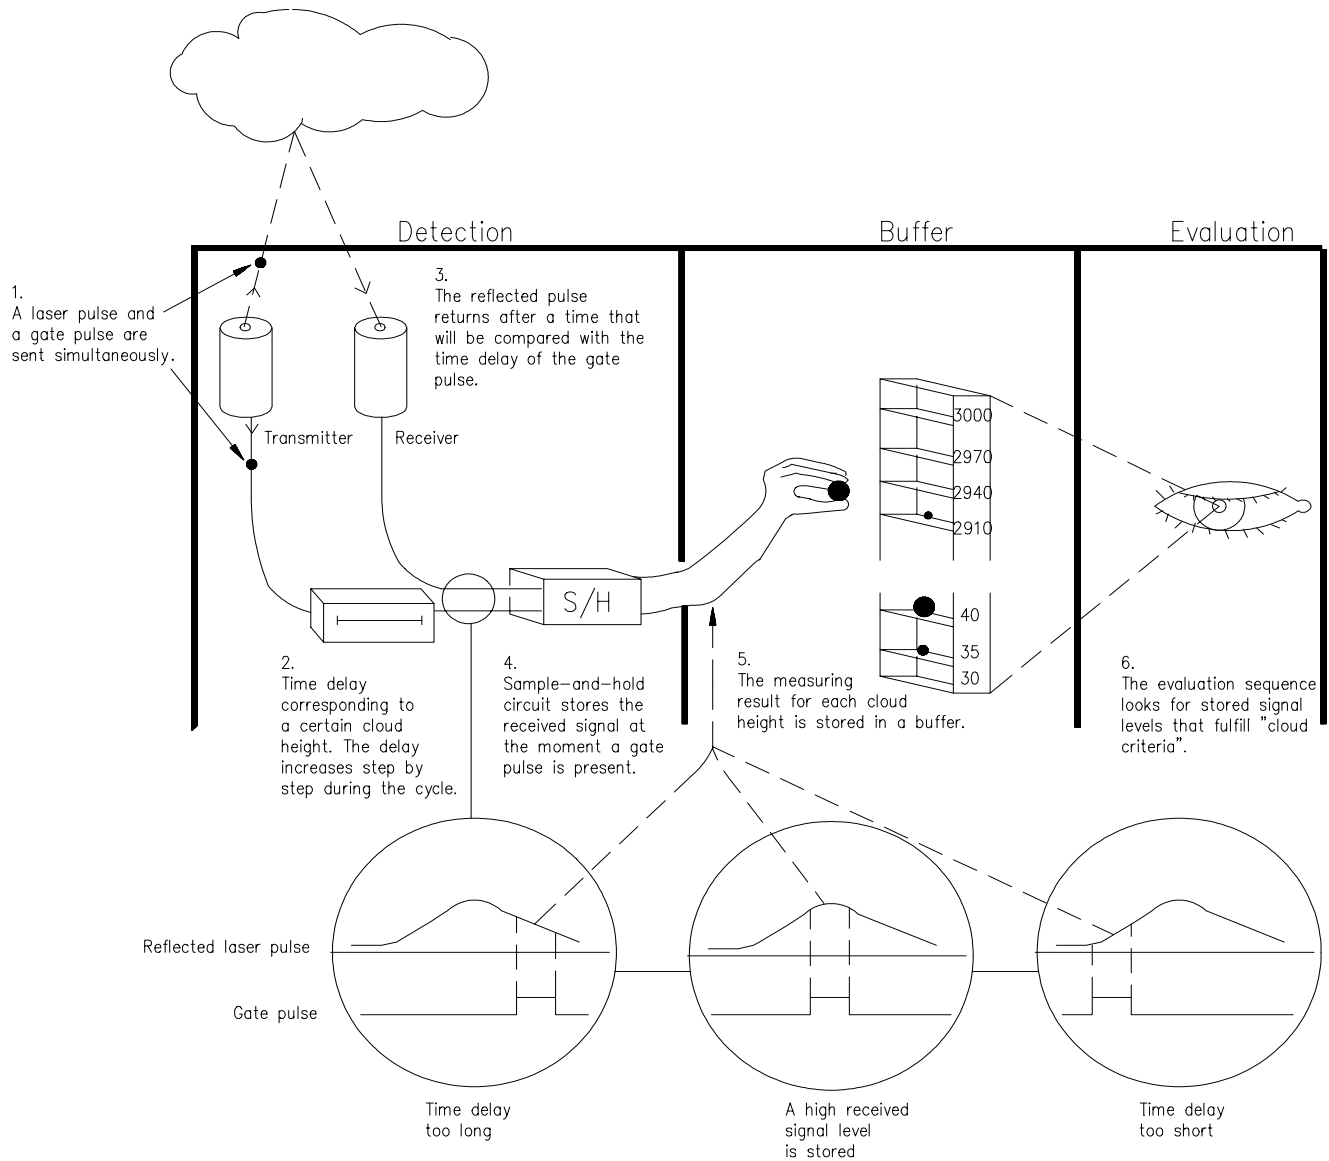 Detection
Buffer
Evaluation
1.
A laser pulse and
a gate pulse are
sent simultaneously.
3.
The reflected pulse
returns after a time that
will be compared with the
time delay of the gate
pulse.
Transmitter
Receiver
3000
2970
2940
2910
S/H
40
35
30
2.
Time delay
corresponding to
a certain cloud
height. The delay
increases step by
step during the cycle.
4.
Sample-and-hold
circuit stores the
received signal at
the moment a gate
pulse is present.
5.
The measuring
result for each cloud
height is stored in a buffer.
6.
The evaluation sequence
looks for stored signal
levels that fulfill "cloud
criteria".
Reflected laser pulse
Gate pulse
Time delay
too long
A high received
signal level
is stored
Time delay
too short